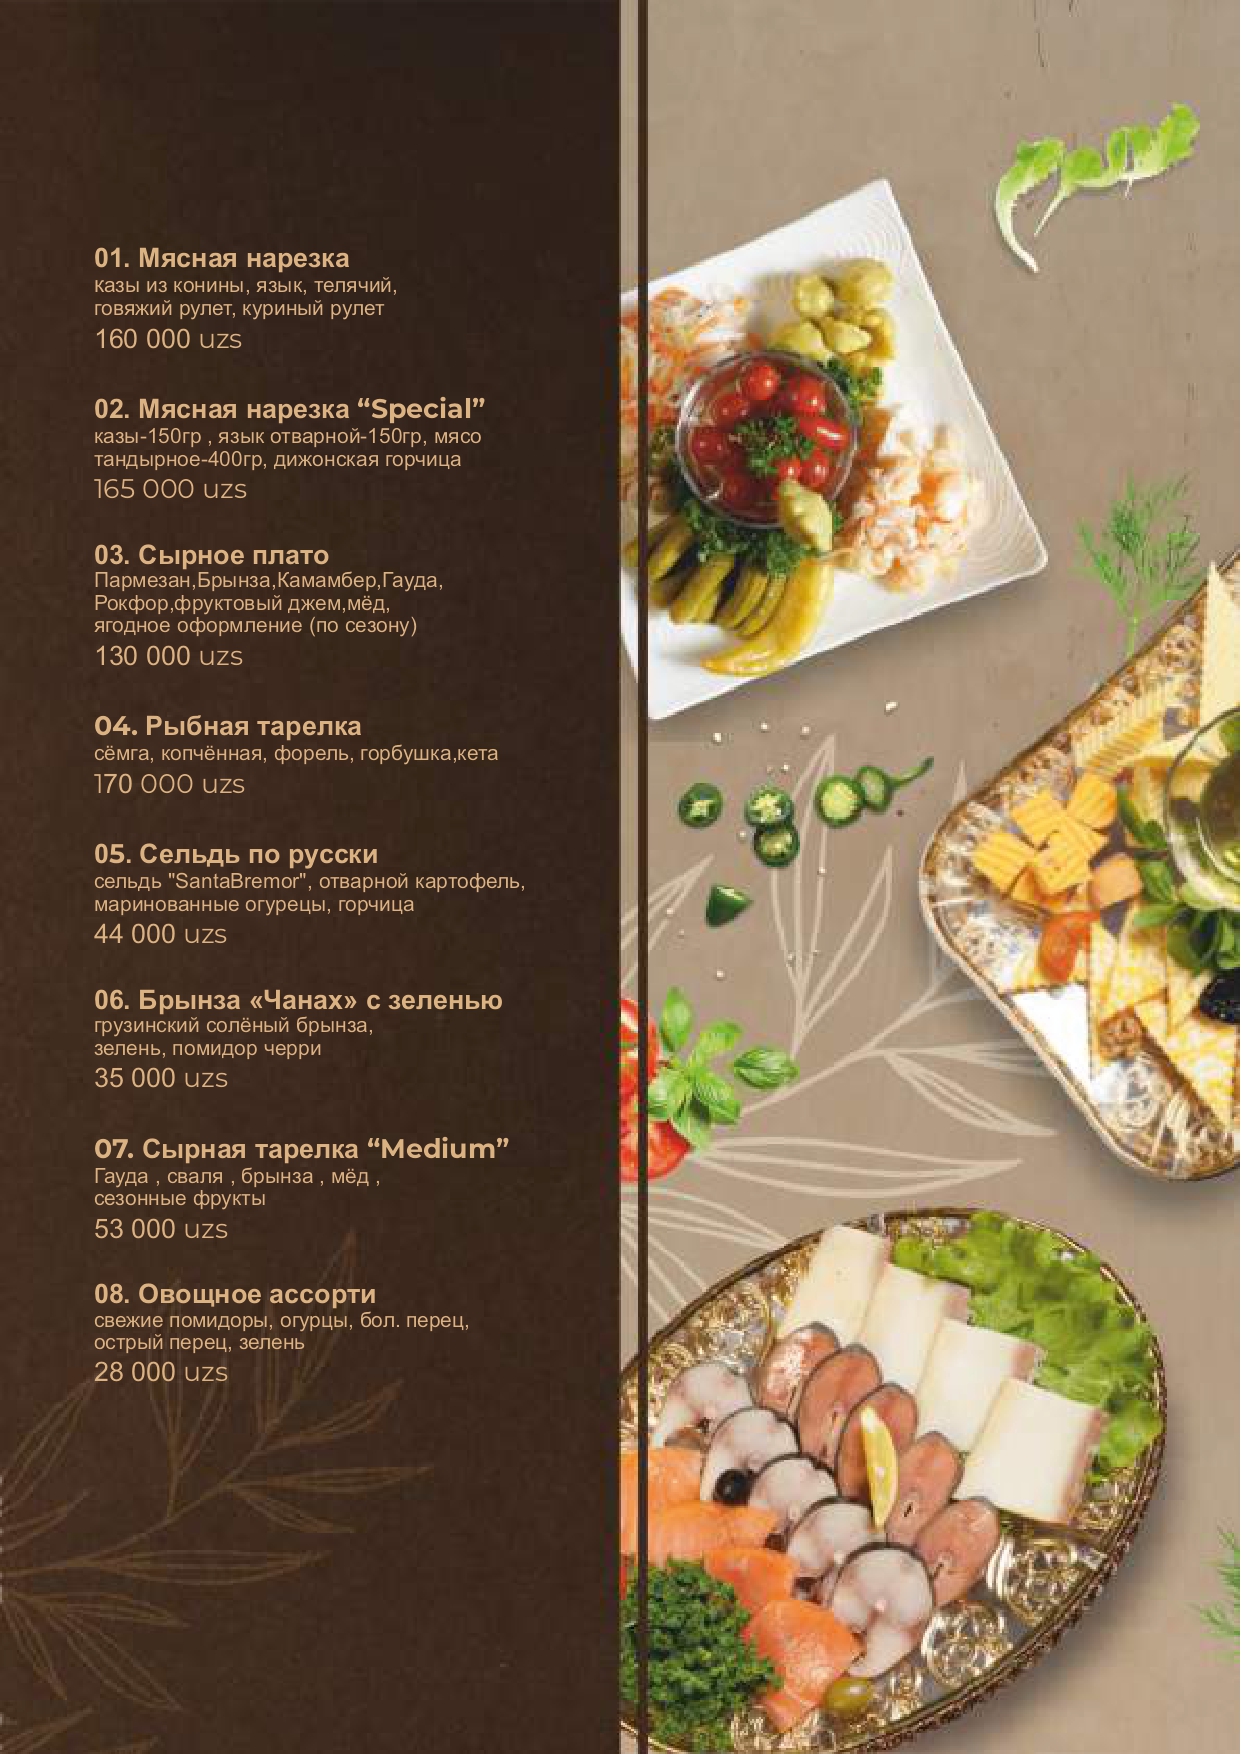 01. Мясная нарезка
казы из конины, язык, телячий,
говяжий рулет, куриный рулет
160 000 uzs
02. Мясная нарезка “Special”
казы-150гр , язык отварной-150гр, мясо
тандырное-400гр, дижонская горчица
165 000 uzs
03. Сырное плато
Пармезан,Брынза,Камамбер,Гауда,
Рокфор,фруктовый джем,мёд,
ягодное оформление (по сезону)
130 000 uzs
04. Рыбная тарелка
сёмга, копчённая, форель, горбушка,кета
170 000 uzs
05. Сельдь по русски
сельдь "SantaBremor", отварной картофель,
маринованные огурецы, горчица
44 000 uzs
06. Брынза «Чанах» с зеленью
грузинский солёный брынза,
зелень, помидор черри
35 000 uzs
07. Сырная тарелка “Medium”
Гауда , сваля , брынза , мёд ,
сезонные фрукты
53 000 uzs
08. Овощное ассорти
свежие помидоры, огурцы, бол. перец,
острый перец, зелень
28 000 uzs